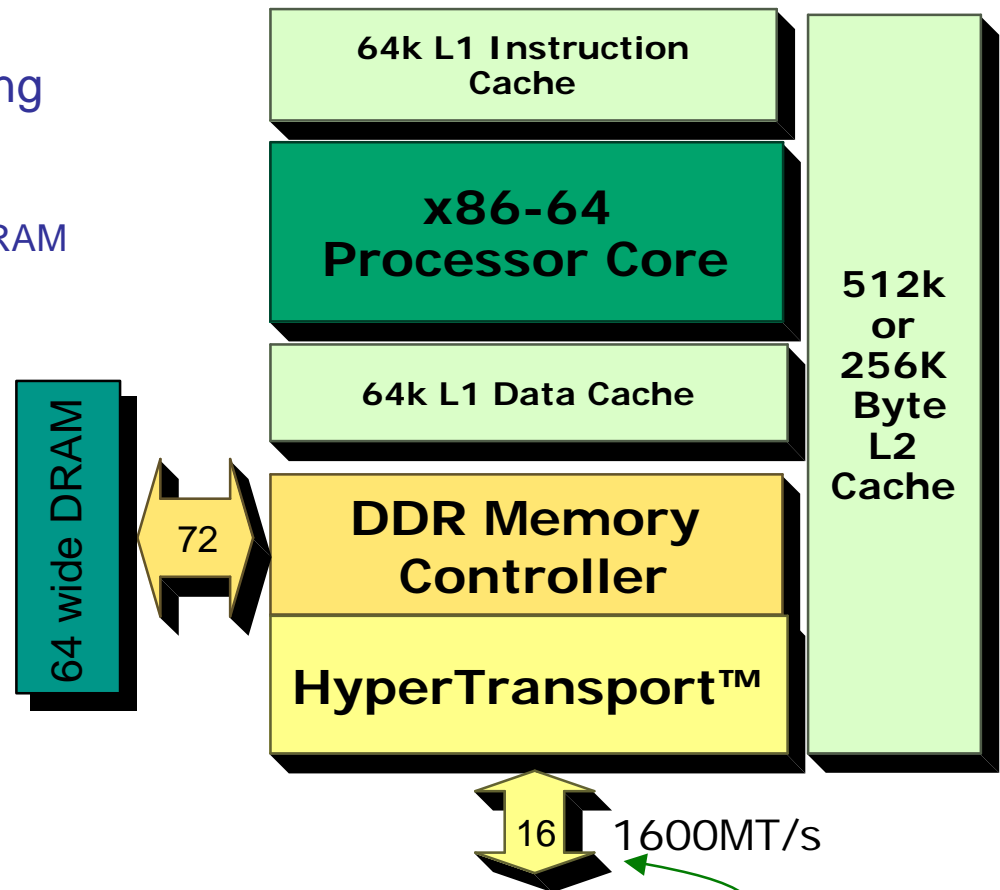 64k L1 Instruction
Cache
ng
RAM
x86-64
Processor Core
512k
or
256K
Byte
L2
Cache
64k L1 Data Cache
64 wide DRAM
72
DDR Memory
Controller
HyperTransport™
16
1600MT/s